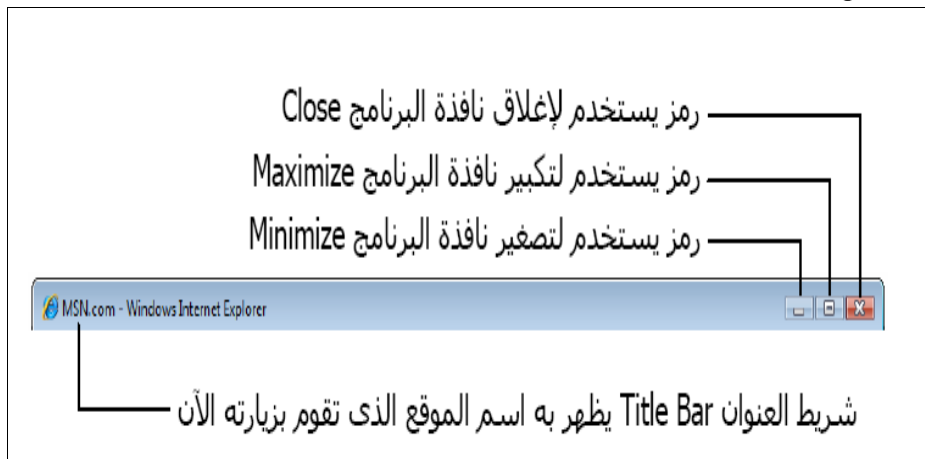 رمز يستخدم لإغلاق نافذة البرنامج Close
رمز يستخدم لتكبير نافذة البرنامج Maximize
رمز يستخدم لتصغير نافذة البرنامج Minimize
MSN.com - Windows Internet Explorer
شريط العنوان Title Bar يظهر به اسم الموقع الذى تقوم بزيارته الآن